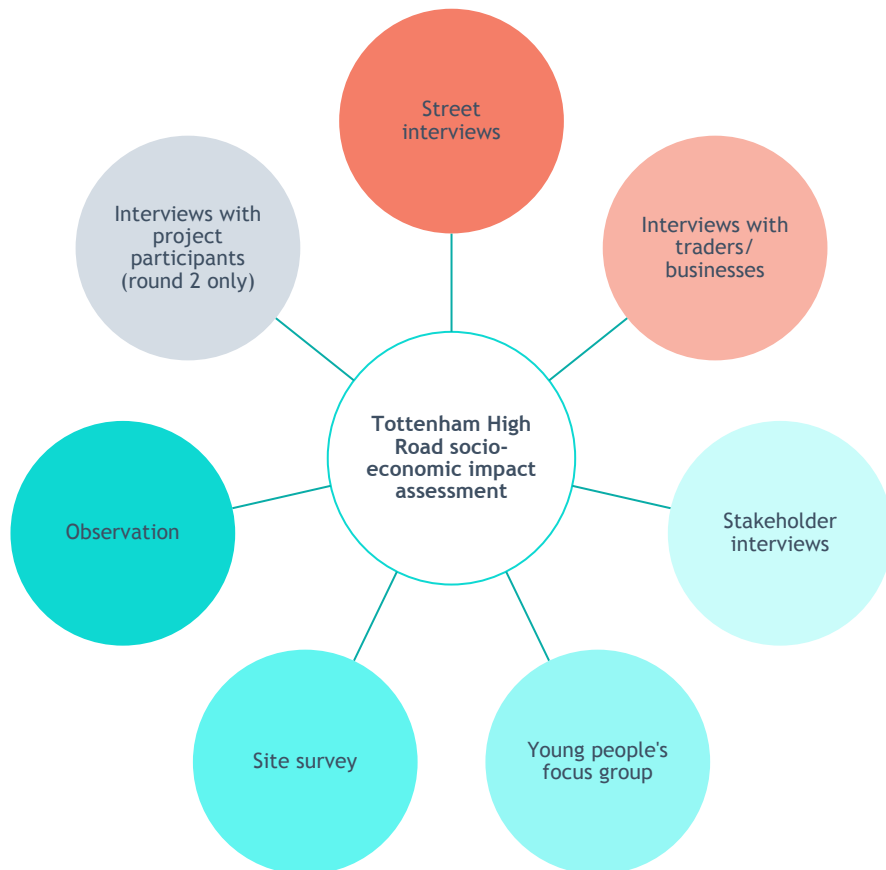 Street
interviews
Interviews with
traders/
businesses
Stakeholder
interviews
Young people's
focus group
Site survey
Observation
Interviews with
project
participants
(round 2 only)
Tottenham High
Road socio-
economic impact
assessment